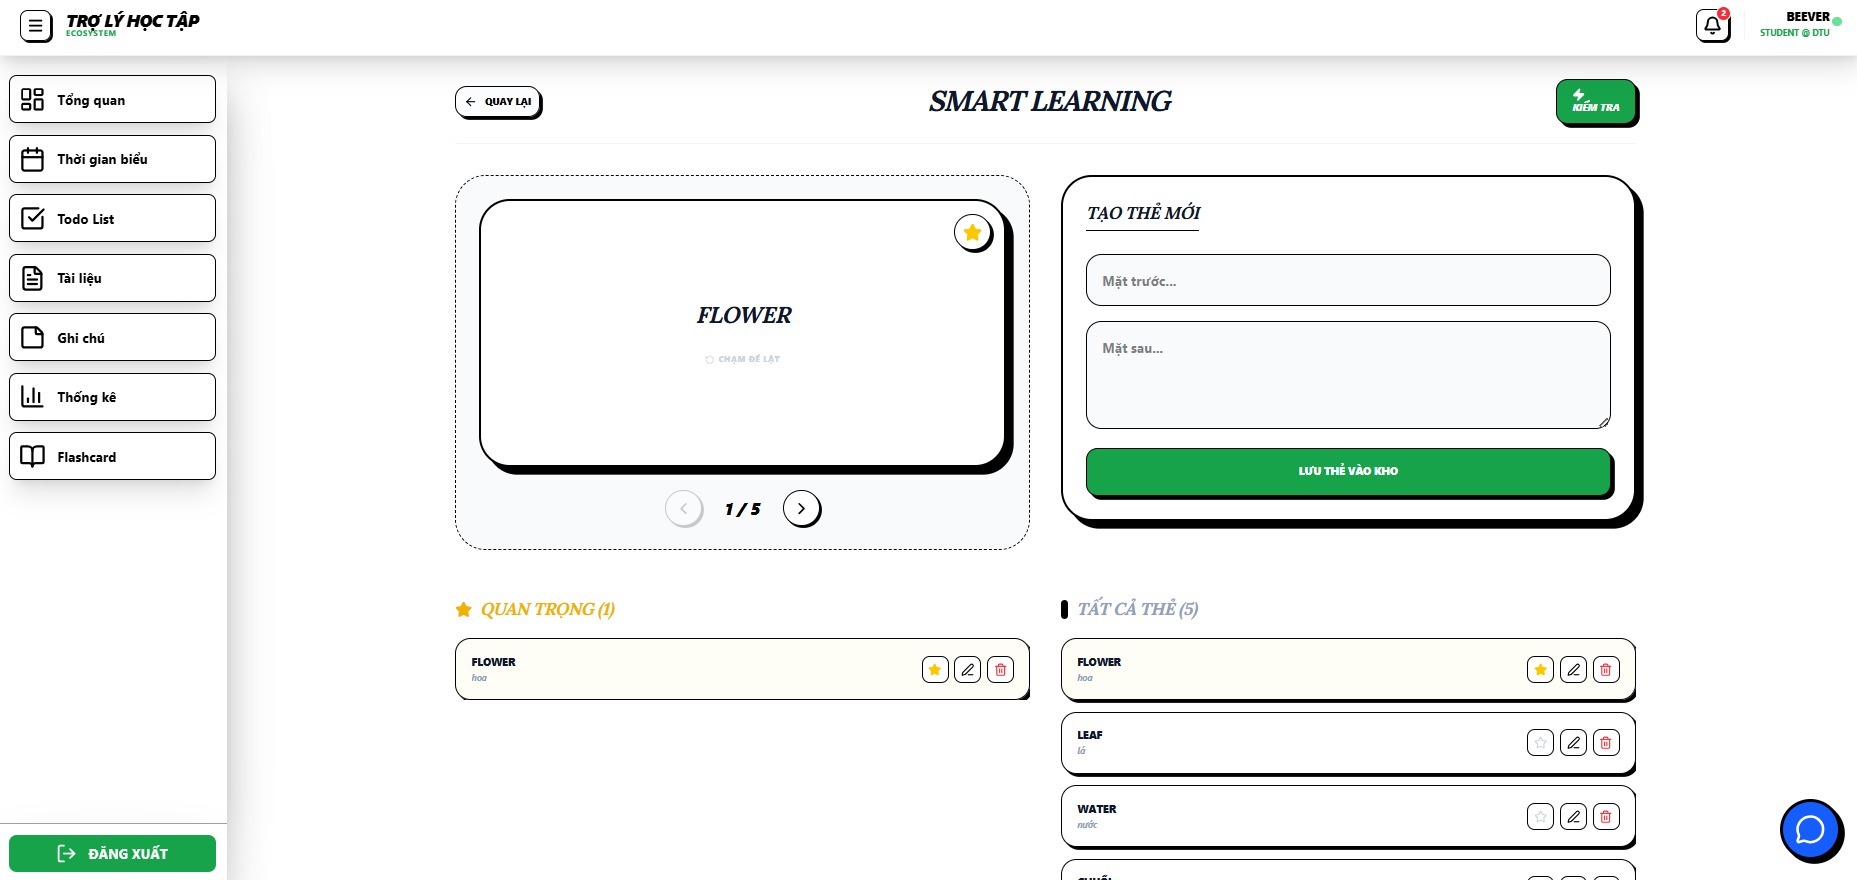 TRỢ LÝ HỌC TẬP
ECOSYSTEM
2
BEEVER
STUDENT @ DTU
Tổng quan
Thời gian biểu
Todo List
Tài liệu
Ghi chú
Thống kê
Flashcard
ĐĂNG XUẤT
QUAY LẠI
SMART LEARNING
KIỂM TRA
FLOWER
CHẠM ĐỂ LẬT
1 / 5
TẠO THẺ MỚI
Mặt trước...
Mặt sau...
LƯU THẺ VÀO KHO
QUAN TRỌNG (1)
FLOWER
hoa
TẤT CẢ THẺ (5)
FLOWER
hoa
LEAF
lá
WATER
nước